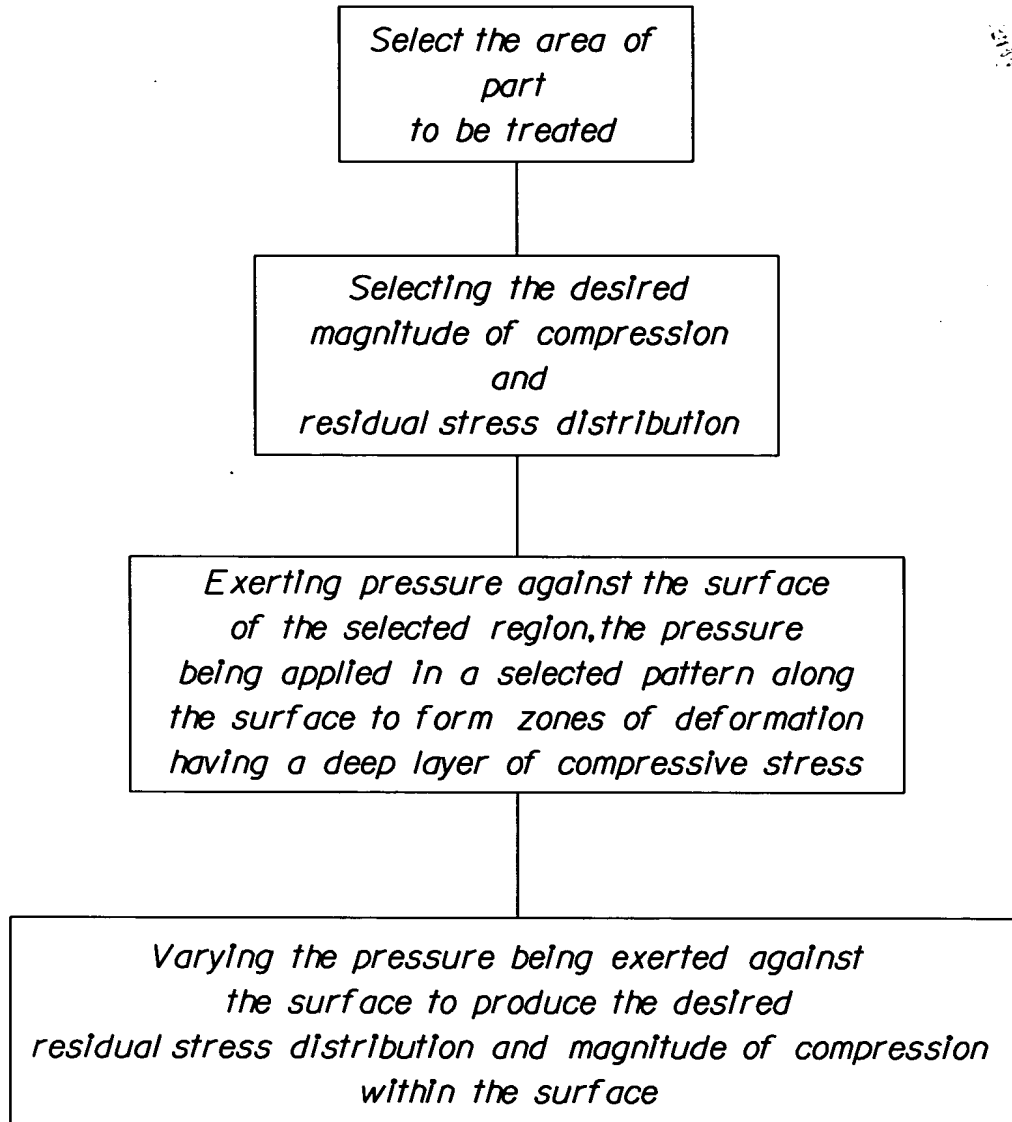 Select the area of
part
to be treated
Selecting the desired
magnitude of compression
and
residual stress distribution
Exerting pressure against the surface
of the selected region, the pressure
being applied in a selected pattern along
the surface to form zones of deformation
having a deep layer of compressive stress
Varying the pressure being exerted against
the surface to produce the desired
residual stress distribution and magnitude of compression
within the surface